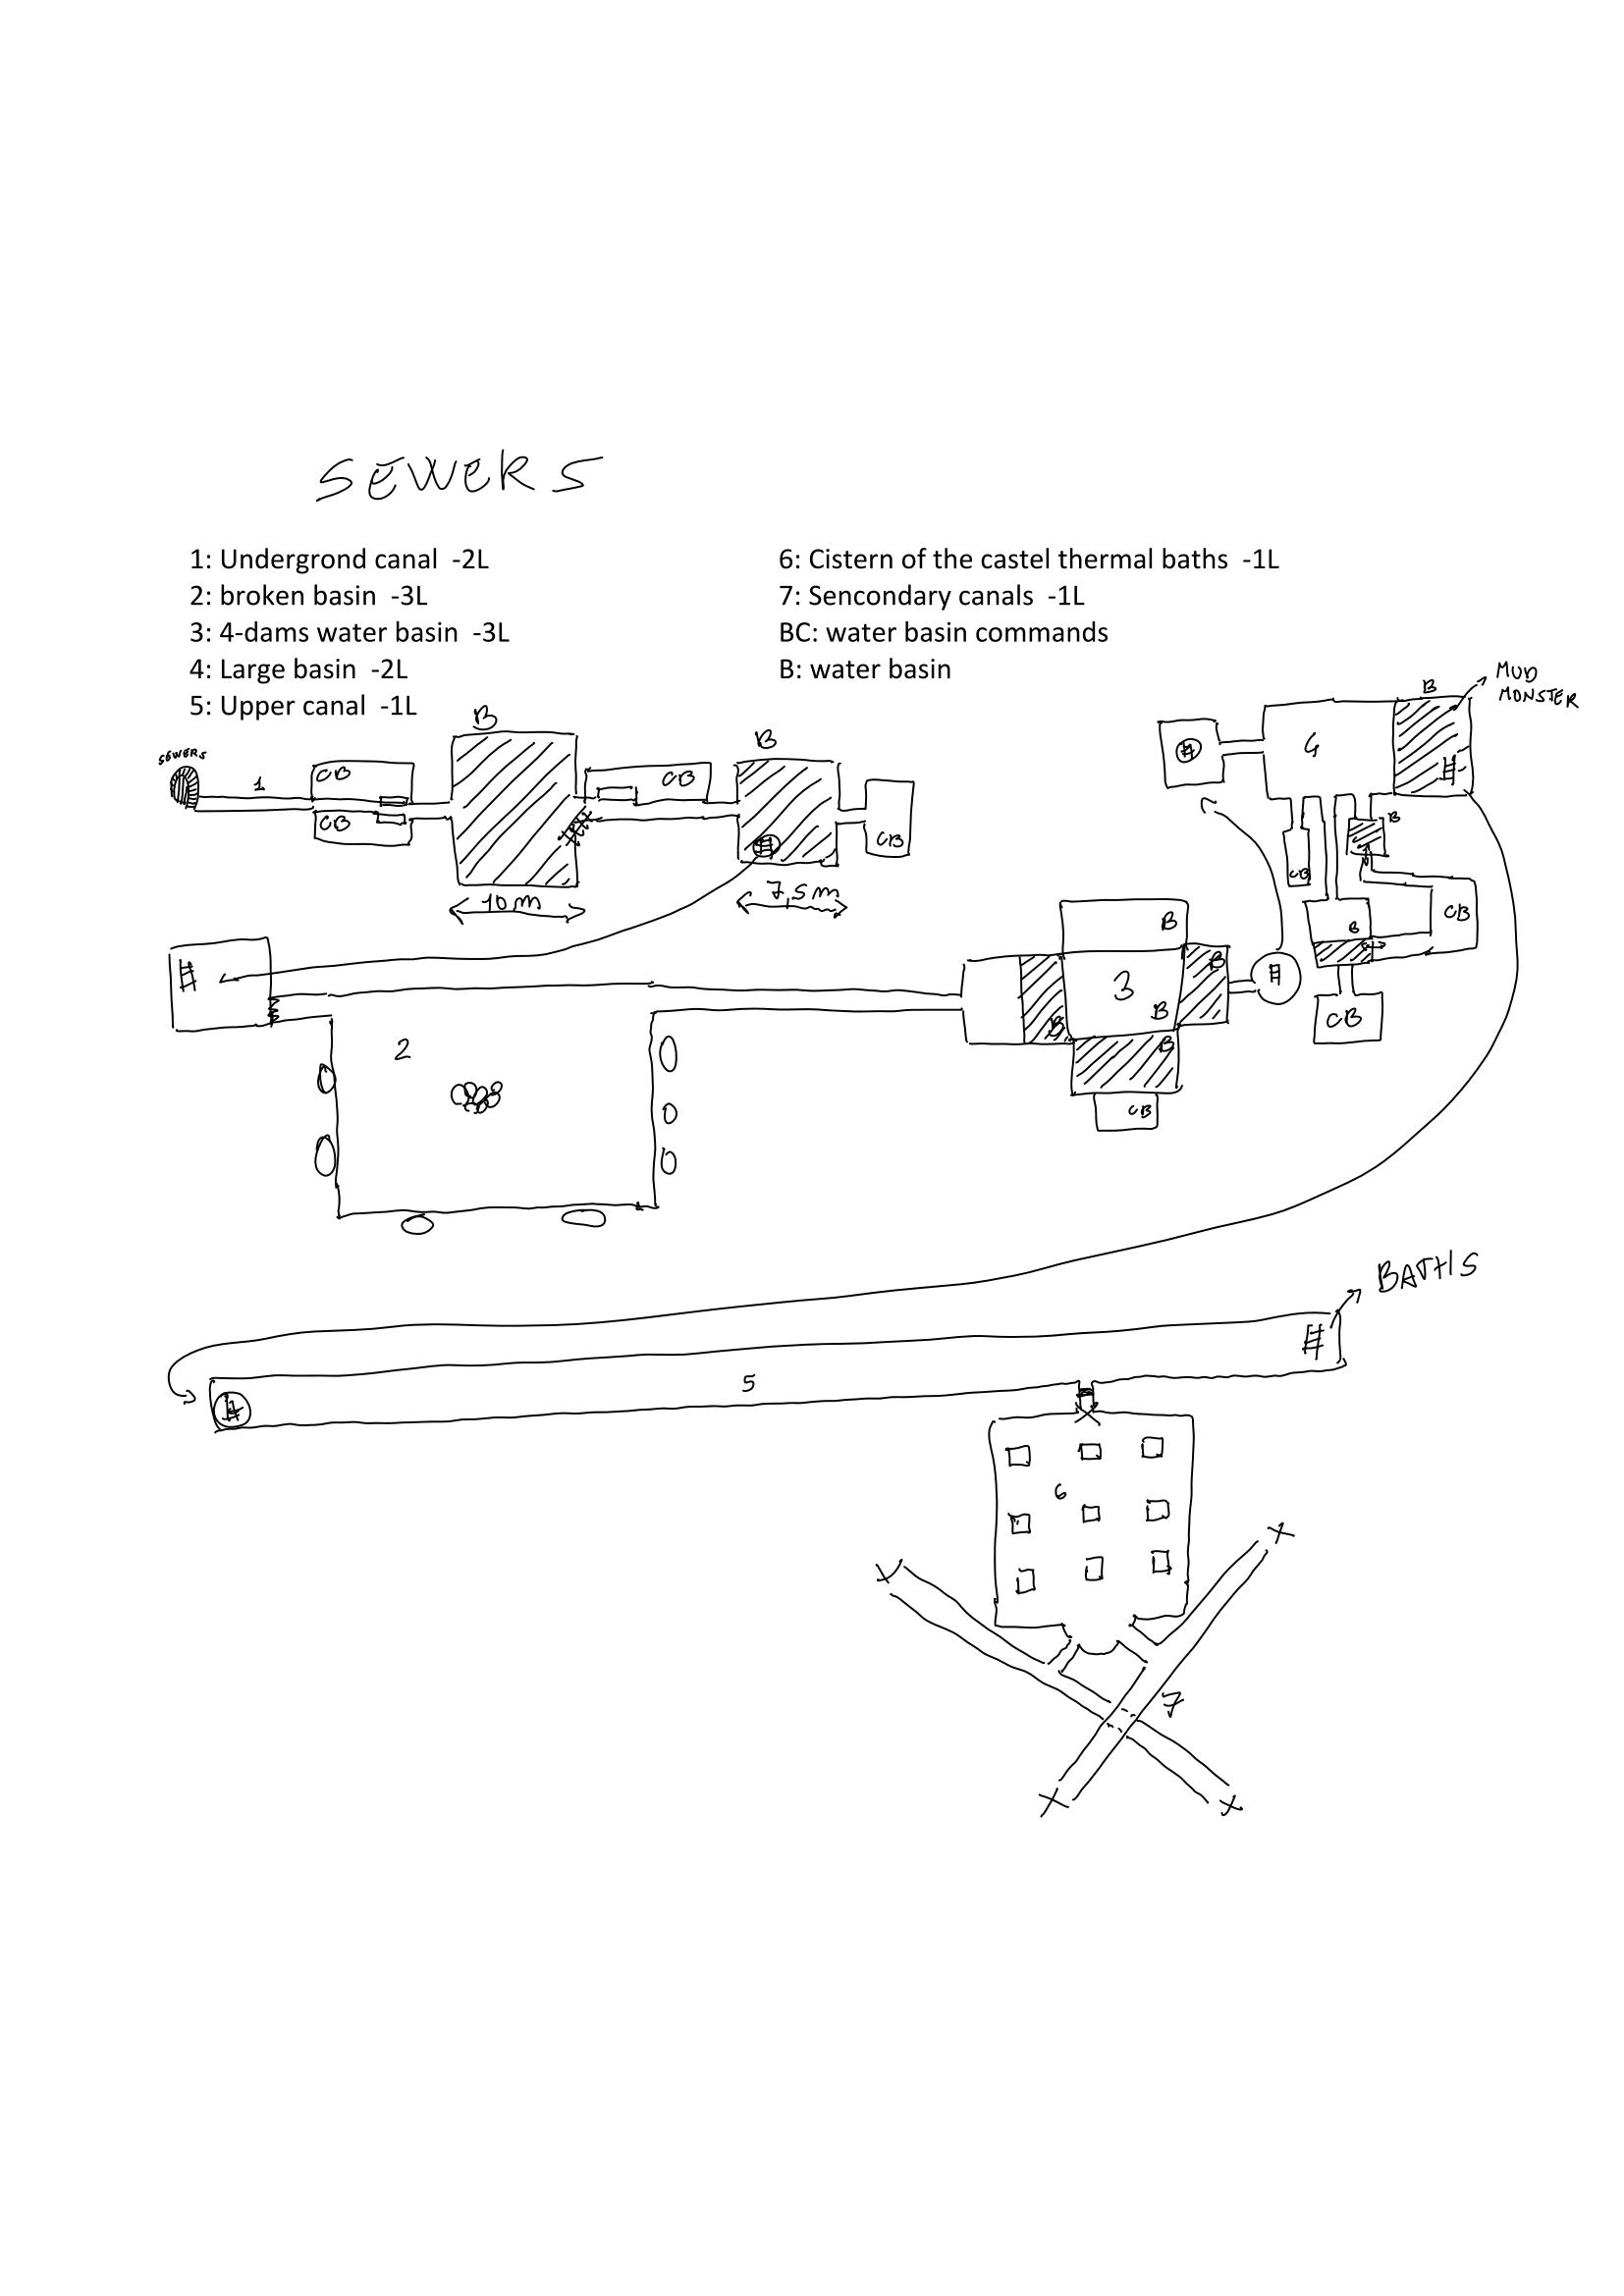 SEWERS
1: Undergrond canal -2L
2: broken basin -3L
3: 4-dams water basin -3L
4: Large basin -2L
5: Upper canal -1L
6: Cistern of the castel thermal baths -1L
7: Sencondary canals -1L
BC: water basin commands
B: water basin
MUD
MONSTER
B
B
B
SEWERS
1
CB
CB
CB
CB
10 m
7,5 m
4
B
CB
CB
B
CB
B
B
3
B
B
B
CB
2
BATHS
5
6
7